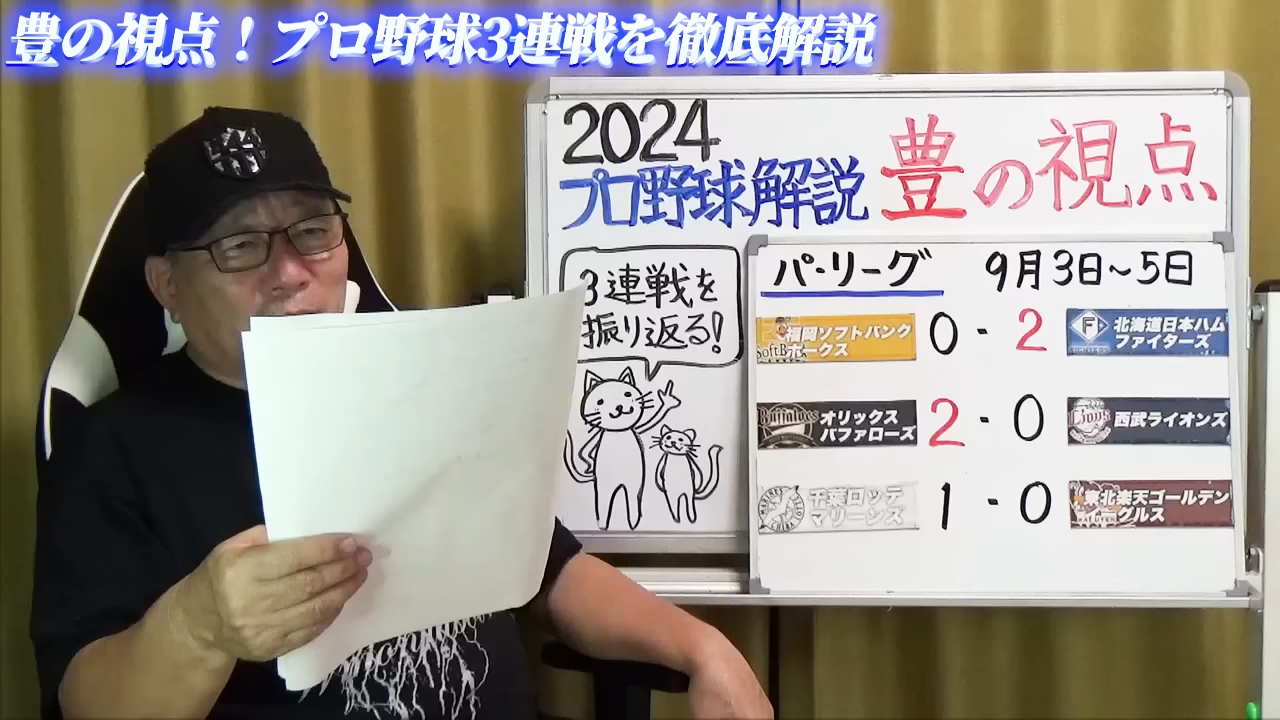 豊の視点！プロ野球3連戦を徹底解説
2024
プロ野球解説 豊の視点
3連戦を
振り返る!
パ・リーグ 9月3日~5日
福岡ソフトバンク
ホークス
0 - 2
北海道日本ハム
ファイターズ
Buffaloes
オリックス
バファローズ
2 - 0
Lions
西武ライオンズ
MARINES
CHIBA
千葉ロッテ
マリーンズ
1 - 0
東北楽天ゴールデン
イーグルス